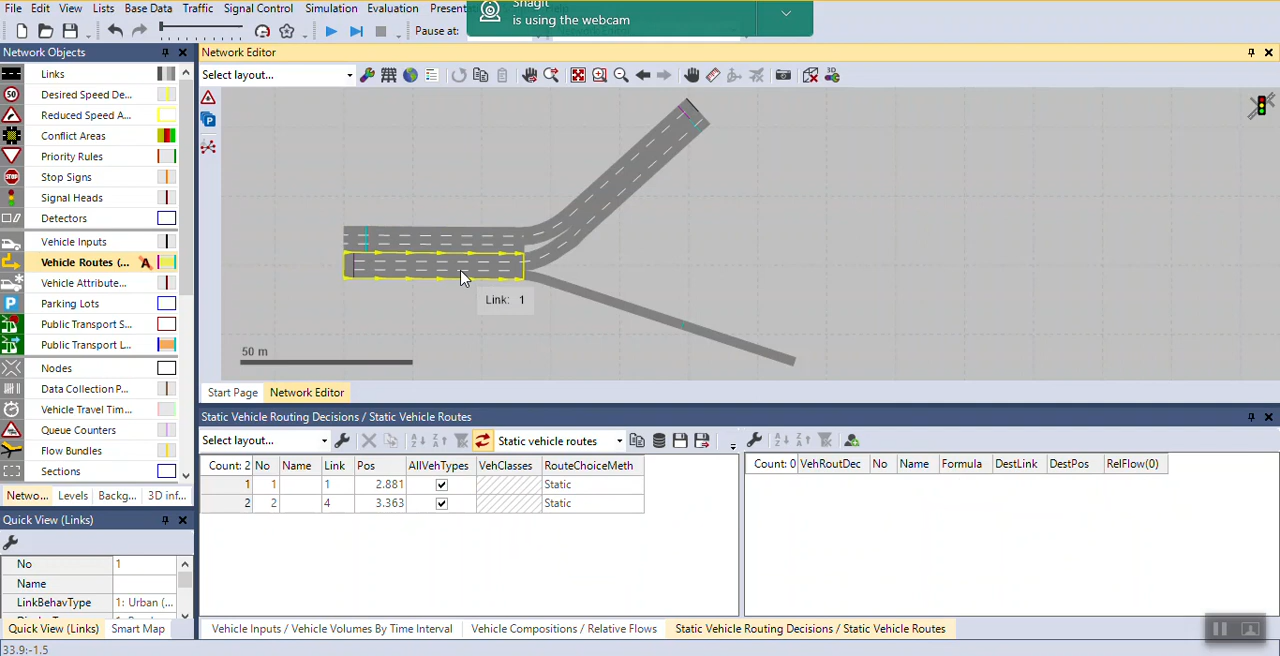 File Edit View Lists Base Data Traffic Signal Control Simulation Evaluation Presenta
Snagit
is using the webcam
Pause at:
Network Objects
Links
50 Desired Speed De...
Reduced Speed A...
Conflict Areas
Priority Rules
STOP Stop Signs
Signal Heads
Detectors
Vehicle Inputs
Vehicle Routes (... A
Vehicle Attribute...
P Parking Lots
Public Transport S...
Public Transport L...
Nodes
Data Collection P...
Vehicle Travel Tim...
Queue Counters
Flow Bundles
Sections
Netwo... Levels Backg... 3D inf...
Quick View (Links)
No 1
Name
LinkBehavType 1: Urban (...
Quick View (Links) Smart Map
33.9:-1.5
Network Editor
Select layout... 3D
P
Link: 1
50 m
Start Page Network Editor
Static Vehicle Routing Decisions / Static Vehicle Routes
Select layout... Static vehicle routes
Count: 2 No Name Link Pos AllVehTypes VehClasses RouteChoiceMeth
1 1 1 2.881 Static
2 2 4 3.363 Static
Count: 0 VehRoutDec No Name Formula DestLink DestPos RelFlow(0)
Vehicle Inputs / Vehicle Volumes By Time Interval Vehicle Compositions / Relative Flows Static Vehicle Routing Decisions / Static Vehicle Routes